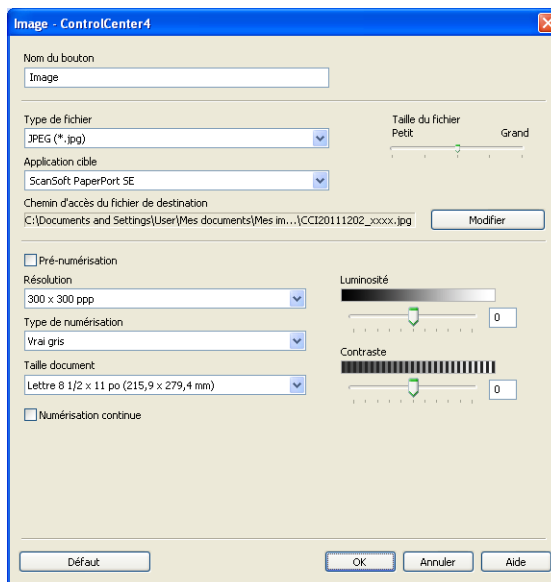 Image - ControlCenter4
Nom du bouton
Image
Type de fichier
JPEG (*.jpg)
Taille du fichier
Petit Grand
Application cible
ScanSoft PaperPort SE
Chemin d'accès du fichier de destination
C:\Documents and Settings\User\Mes documents\Mes im...\CCI20111202_xxxx.jpg
Modifier
Pré-numérisation
Résolution
300 x 300 ppp
Type de numérisation
Vrai gris
Taille document
Lettre 8 1/2 x 11 po (215,9 x 279,4 mm)
Numérisation continue
Luminosité
0
Contraste
0
Défaut OK Annuler Aide